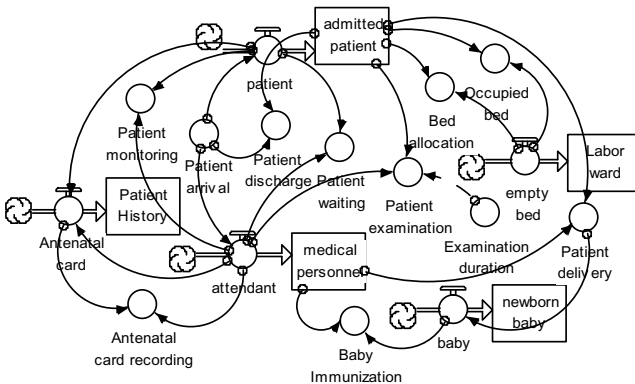 admitted
patient
patient
Occupied
bed
Bed
allocation
Patient
monitoring
Patient
arrival
Patient
discharge
Patient
waiting
Labor
ward
empty
bed
Patient
History
Patient
examination
Antenatal
card
Examination
duration
Patient
delivery
medical
personnel
attendant
newborn
baby
baby
Antenatal
card recording
Baby
Immunization